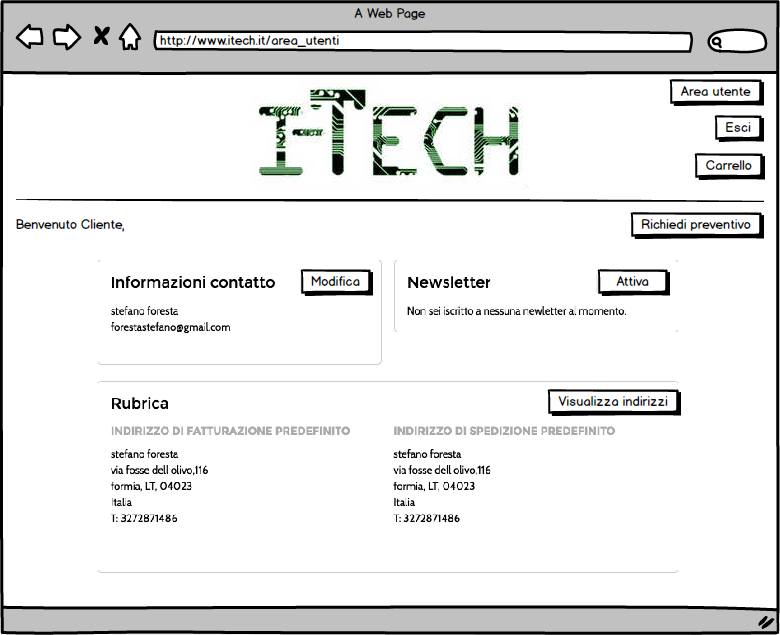 A Web Page
http://www.itech.it/area_utenti
I-TECH
Area utente
Esci
Carrello
Benvenuto Cliente,
Richiedi preventivo
Informazioni contatto
Modifica
stefano foresta
forestastefano@gmail.com
Newsletter
Attiva
Non sei iscritto a nessuna newletter al momento.
Rubrica
Visualizza indirizzi
INDIRIZZO DI FATTURAZIONE PREDEFINITO
stefano foresta
via fosse dell olivo,116
formia, LT, 04023
Italia
T: 3272871486
INDIRIZZO DI SPEDIZIONE PREDEFINITO
stefano foresta
via fosse dell olivo,116
formia, LT, 04023
Italia
T: 3272871486